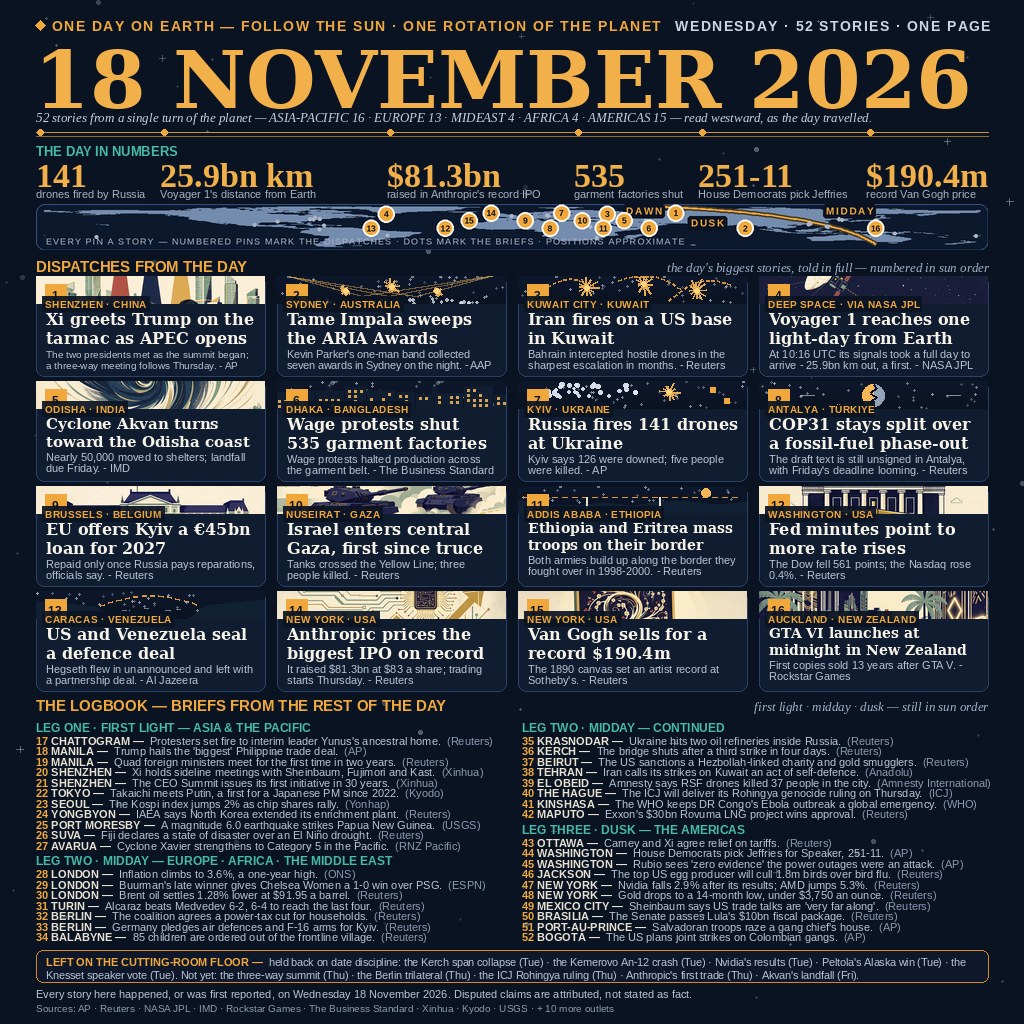 ONE DAY ON EARTH — FOLLOW THE SUN · ONE ROTATION OF THE PLANET WEDNESDAY · 52 STORIES · ONE PAGE
18 NOVEMBER 2026
52 stories from a single turn of the planet — ASIA-PACIFIC 16 · EUROPE 13 · MIDEAST 4 · AFRICA 4 · AMERICAS 15 — read westward, as the day travelled.
THE DAY IN NUMBERS
141 25.9bn km $81.3bn 535 251-11 $190.4m
drones fired by Russia Voyager 1's distance from Earth raised in Anthropic's record IPO garment factories shut House Democrats pick Jeffries record Van Gogh price
DAWN DUSK MIDDAY
4 13 12 15 14 9 7 8 10 3 11 5 6 1 2 16
EVERY PIN A STORY — NUMBERED PINS MARK THE DISPATCHES · DOTS MARK THE BRIEFS · POSITIONS APPROXIMATE
DISPATCHES FROM THE DAY
the day's biggest stories, told in full — numbered in sun order
1
SHENZHEN · CHINA
Xi greets Trump on the
tarmac as APEC opens
The two presidents met as the summit began;
a three-way meeting follows Thursday. - AP
2
SYDNEY · AUSTRALIA
Tame Impala sweeps
the ARIA Awards
Kevin Parker's one-man band collected
seven awards in Sydney on the night. - AAP
3
KUWAIT CITY · KUWAIT
Iran fires on a US base
in Kuwait
Bahrain intercepted hostile drones in the
sharpest escalation in months. - Reuters
4
DEEP SPACE · VIA NASA JPL
Voyager 1 reaches one
light-day from Earth
At 10:16 UTC its signals took a full day to
arrive - 25.9bn km out, a first. - NASA JPL
5
ODISHA · INDIA
Cyclone Akvan turns
toward the Odisha coast
Nearly 50,000 moved to shelters; landfall
due Friday. - IMD
6
DHAKA · BANGLADESH
Wage protests shut
535 garment factories
Wage protests halted production across
the garment belt. - The Business Standard
7
KYIV · UKRAINE
Russia fires 141 drones
at Ukraine
Kyiv says 126 were downed; five people
were killed. - AP
8
ANTALYA · TÜRKIYE
COP31 stays split over
a fossil-fuel phase-out
The draft text is still unsigned in Antalya,
with Friday's deadline looming. - Reuters
9
BRUSSELS · BELGIUM
EU offers Kyiv a €45bn
loan for 2027
Repaid only once Russia pays reparations,
officials say. - Reuters
10
NUSEIRAT · GAZA
Israel enters central
Gaza, first since truce
Tanks crossed the Yellow Line; three
people killed. - Reuters
11
ADDIS ABABA · ETHIOPIA
Ethiopia and Eritrea mass
troops on their border
Both armies build up along the border they
fought over in 1998-2000. - Reuters
12
WASHINGTON · USA
Fed minutes point to
more rate rises
The Dow fell 561 points; the Nasdaq rose
0.4%. - Reuters
13
CARACAS · VENEZUELA
US and Venezuela seal
a defence deal
Hegseth flew in unannounced and left with
a partnership deal. - Al Jazeera
14
NEW YORK · USA
Anthropic prices the
biggest IPO on record
It raised $81.3bn at $83 a share; trading
starts Thursday. - Reuters
15
NEW YORK · USA
Van Gogh sells for a
record $190.4m
The 1890 canvas set an artist record at
Sotheby's. - Reuters
16
AUCKLAND · NEW ZEALAND
GTA VI launches at
midnight in New Zealand
First copies sold 13 years after GTA V. -
Rockstar Games
THE LOGBOOK — BRIEFS FROM THE REST OF THE DAY
first light · midday · dusk — still in sun order
LEG ONE · FIRST LIGHT — ASIA & THE PACIFIC
17 CHATTOGRAM — Protesters set fire to interim leader Yunus's ancestral home. (Reuters)
18 MANILA — Trump hails the 'biggest' Philippine trade deal. (AP)
19 MANILA — Quad foreign ministers meet for the first time in two years. (Reuters)
20 SHENZHEN — Xi holds sideline meetings with Sheinbaum, Fujimori and Kast. (Xinhua)
21 SHENZHEN — The CEO Summit issues its first initiative in 30 years. (Xinhua)
22 TOKYO — Takaichi meets Putin, a first for a Japanese PM since 2022. (Kyodo)
23 SEOUL — The Kospi index jumps 2% as chip shares rally. (Yonhap)
24 YONGBYON — IAEA says North Korea extended its enrichment plant. (Reuters)
25 PORT MORESBY — A magnitude 6.0 earthquake strikes Papua New Guinea. (USGS)
26 SUVA — Fiji declares a state of disaster over an El Niño drought. (Reuters)
27 AVARUA — Cyclone Xavier strengthens to Category 5 in the Pacific. (RNZ Pacific)
LEG TWO · MIDDAY — EUROPE · AFRICA · THE MIDDLE EAST
28 LONDON — Inflation climbs to 3.6%, a one-year high. (ONS)
29 LONDON — Buurman's late winner gives Chelsea Women a 1-0 win over PSG. (ESPN)
30 LONDON — Brent oil settles 1.28% lower at $91.95 a barrel. (Reuters)
31 TURIN — Alcaraz beats Medvedev 6-2, 6-4 to reach the last four. (Reuters)
32 BERLIN — The coalition agrees a power-tax cut for households. (Reuters)
33 BERLIN — Germany pledges air defences and F-16 arms for Kyiv. (Reuters)
34 BALABYNE — 85 children are ordered out of the frontline village. (Reuters)
LEG TWO · MIDDAY — CONTINUED
35 KRASNODAR — Ukraine hits two oil refineries inside Russia. (Reuters)
36 KERCH — The bridge shuts after a third strike in four days. (Reuters)
37 BEIRUT — The US sanctions a Hezbollah-linked charity and gold smugglers. (Reuters)
38 TEHRAN — Iran calls its strikes on Kuwait an act of self-defence. (Anadolu)
39 EL OBEID — Amnesty says RSF drones killed 37 people in the city. (Amnesty International)
40 THE HAGUE — The ICJ will deliver its Rohingya genocide ruling on Thursday. (ICJ)
41 KINSHASA — The WHO keeps DR Congo's Ebola outbreak a global emergency. (WHO)
42 MAPUTO — Exxon's $30bn Rovuma LNG project wins approval. (Reuters)
LEG THREE · DUSK — THE AMERICAS
43 OTTAWA — Carney and Xi agree relief on tariffs. (Reuters)
44 WASHINGTON — House Democrats pick Jeffries for Speaker, 251-11. (AP)
45 WASHINGTON — Rubio sees 'zero evidence' the power outages were an attack. (AP)
46 JACKSON — The top US egg producer will cull 1.8m birds over bird flu. (Reuters)
47 NEW YORK — Nvidia falls 2.9% after its results; AMD jumps 5.3%. (Reuters)
48 NEW YORK — Gold drops to a 14-month low, under $3,750 an ounce. (Reuters)
49 MEXICO CITY — Sheinbaum says US trade talks are 'very far along'. (Reuters)
50 BRASILIA — The Senate passes Lula's $10bn fiscal package. (Reuters)
51 PORT-AU-PRINCE — Salvadoran troops raze a gang chief's house. (AP)
52 BOGOTA — The US plans joint strikes on Colombian gangs. (AP)
LEFT ON THE CUTTING-ROOM FLOOR — held back on date discipline: the Kerch span collapse (Tue) · the Kemerovo An-12 crash (Tue) · Nvidia's results (Tue) · Peltola's Alaska win (Tue) · the
Knesset speaker vote (Tue). Not yet: the three-way summit (Thu) · the Berlin trilateral (Thu) · the ICJ Rohingya ruling (Thu) · Anthropic's first trade (Thu) · Akvan's landfall (Fri).
Every story here happened, or was first reported, on Wednesday 18 November 2026. Disputed claims are attributed, not stated as fact.
Sources: AP · Reuters · NASA JPL · IMD · Rockstar Games · The Business Standard · Xinhua · Kyodo · USGS · + 10 more outlets